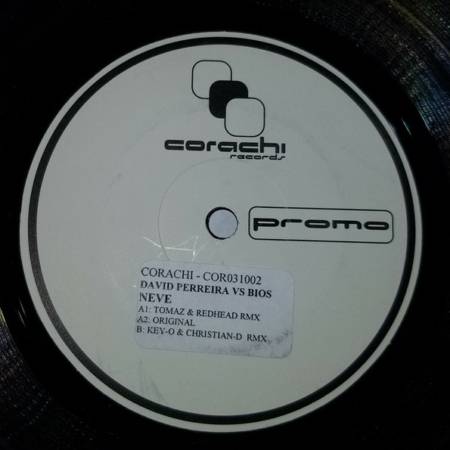 corachi
records
promo
CORACHI - COR031002
DAVID PERREIRA VS BIOS
NEVE
A1: TOMAZ & REDHEAD RMX
A2: ORIGINAL
B: KEY-O & CHRISTIAN-D RMX